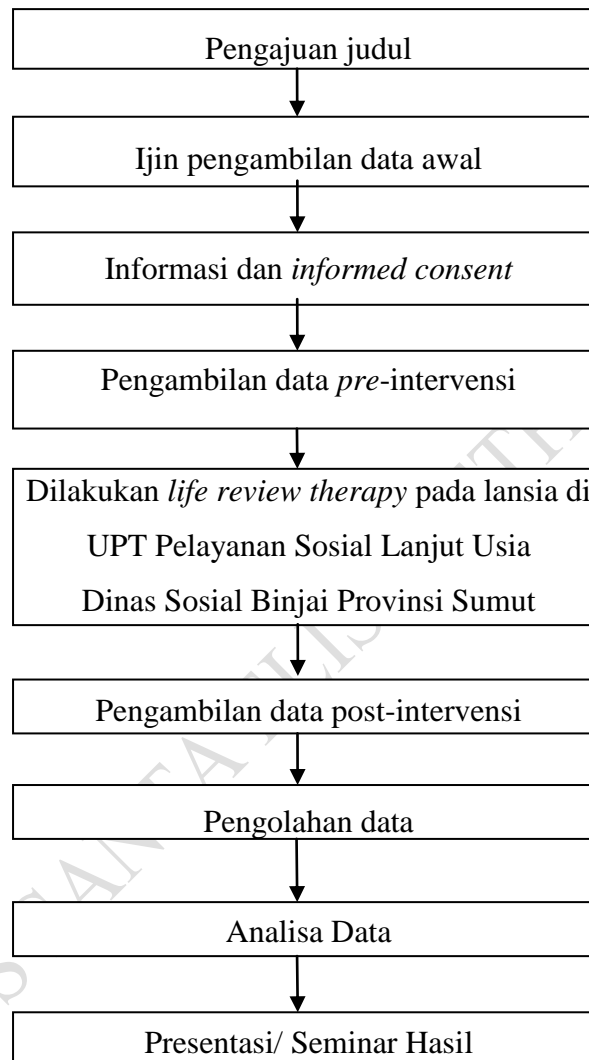 Pengajuan judul
Ijin pengambilan data awal
Informasi dan informed consent
Pengambilan data pre-intervensi
Dilakukan life review therapy pada lansia di
UPT Pelayanan Sosial Lanjut Usia
Dinas Sosial Binjai Provinsi Sumut
Pengambilan data post-intervensi
Pengolahan data
Analisa Data
Presentasi/ Seminar Hasil